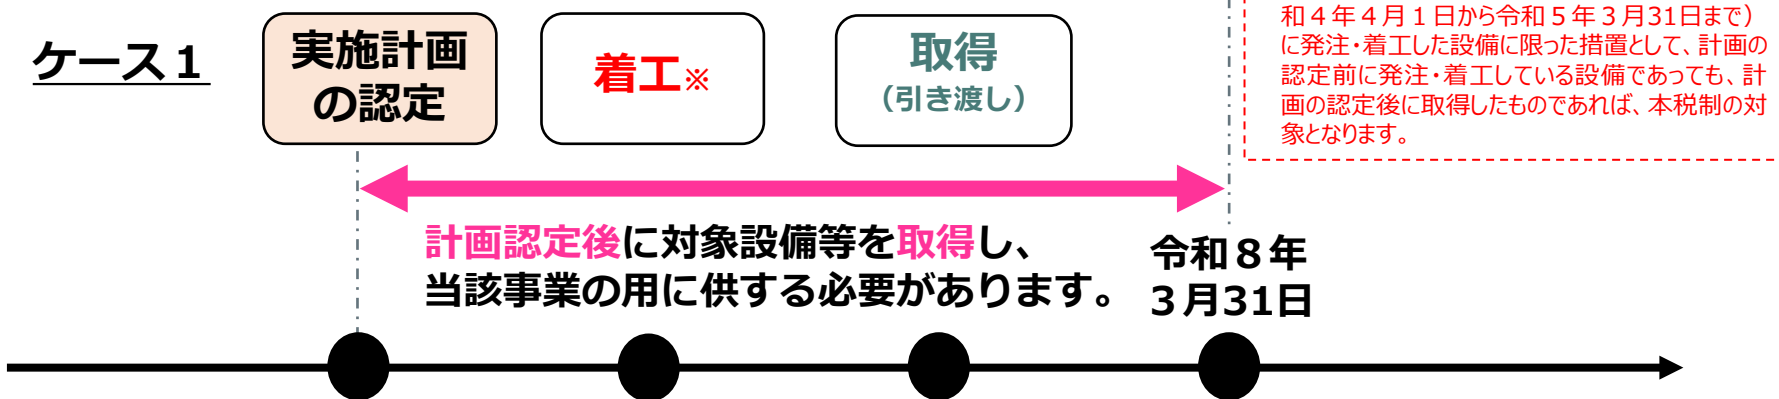 ケース１
実施計画
の認定
着工※
取得
（引き渡し）
和４年４月１日から令和５年３月31日まで）
に発注・着工した設備に限った措置として、計画の
認定前に発注・着工している設備であっても、計
画の認定後に取得したものであれば、本税制の対
象となります。
計画認定後に対象設備等を取得し、
当該事業の用に供する必要があります。
令和８年
３月31日